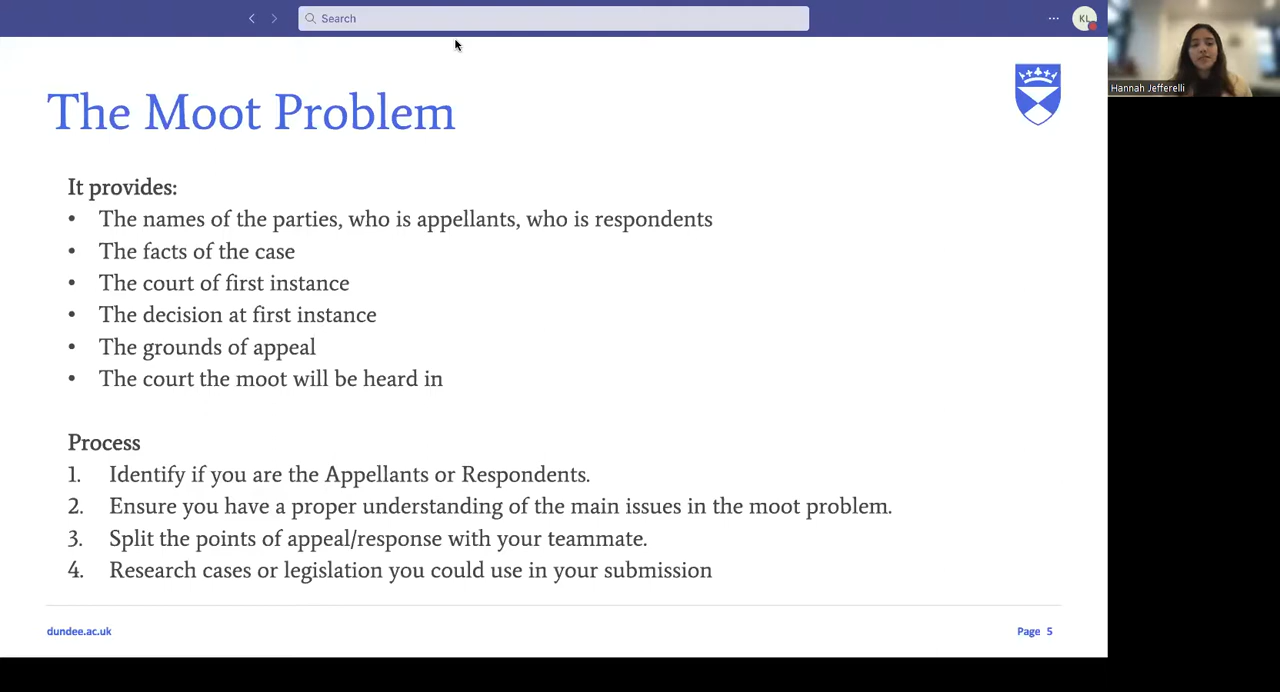 Search
KL
Hannah Jefferelli
The Moot Problem
It provides:
• The names of the parties, who is appellants, who is respondents
• The facts of the case
• The court of first instance
• The decision at first instance
• The grounds of appeal
• The court the moot will be heard in
Process
1. Identify if you are the Appellants or Respondents.
2. Ensure you have a proper understanding of the main issues in the moot problem.
3. Split the points of appeal/response with your teammate.
4. Research cases or legislation you could use in your submission
dundee.ac.uk
Page 5